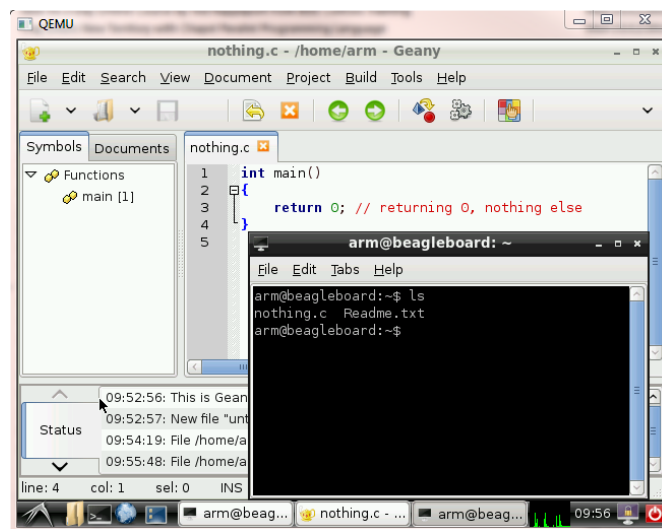 QEMU
nothing.c - /home/arm - Geany
File Edit Search View Document Project Build Tools Help
Symbols Documents nothing.c
Functions
main [1]
1 int main()
2 {
3 return 0; // returning 0, nothing else
4 }
5
arm@beagleboard: ~
File Edit Tabs Help
arm@beagleboard:~$ ls
nothing.c Readme.txt
arm@beagleboard:~$
Status
09:52:56: This is Gean
09:52:57: New file "unt
09:54:19: File /home/a
09:55:48: File /home/a
line: 4 col: 1 sel: 0 INS
arm@beag... nothing.c - ... arm@beag... 09:56